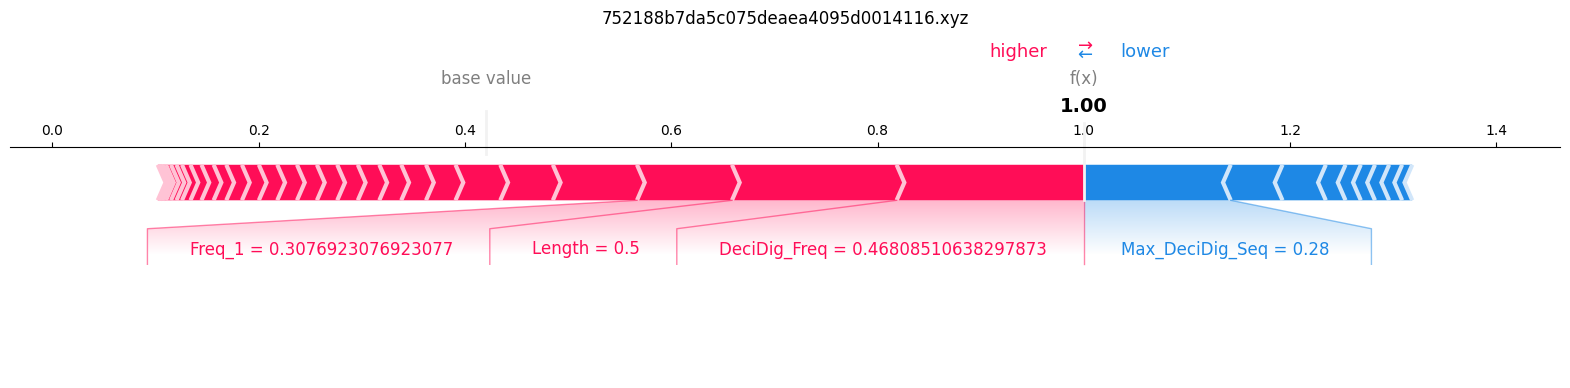 752188b7da5c075deaea4095d0014116.xyz
higher ⇄ lower
base value f(x)
1.00
0.0 0.2 0.4 0.6 0.8 1.0 1.2 1.4
Freq_1 = 0.3076923076923077 Length = 0.5 DeciDig_Freq = 0.46808510638297873 Max_DeciDig_Seq = 0.28